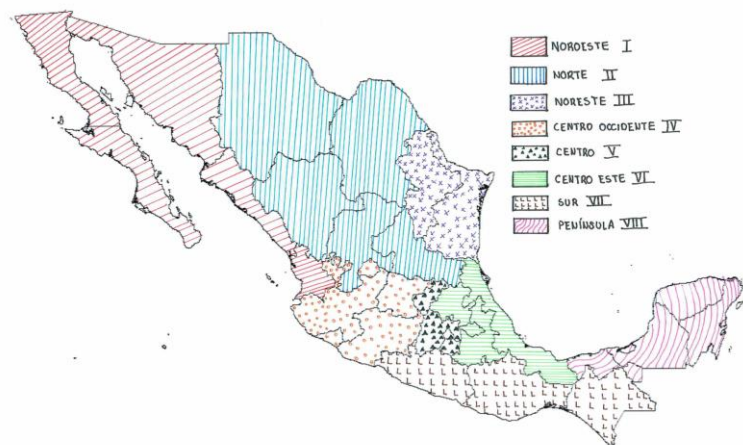 NOROESTE I
NORTE II
NORESTE III
CENTRO OCCIDENTE IV
CENTRO V
CENTRO ESTE VI
SUR VII
PENÍNSULA VIII